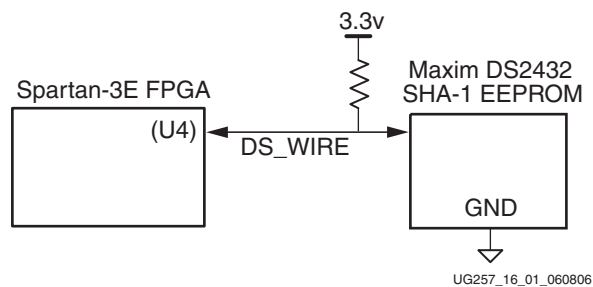 3.3v
Spartan-3E FPGA
(U4)
DS_WIRE
Maxim DS2432
SHA-1 EEPROM
GND
UG257_16_01_060806